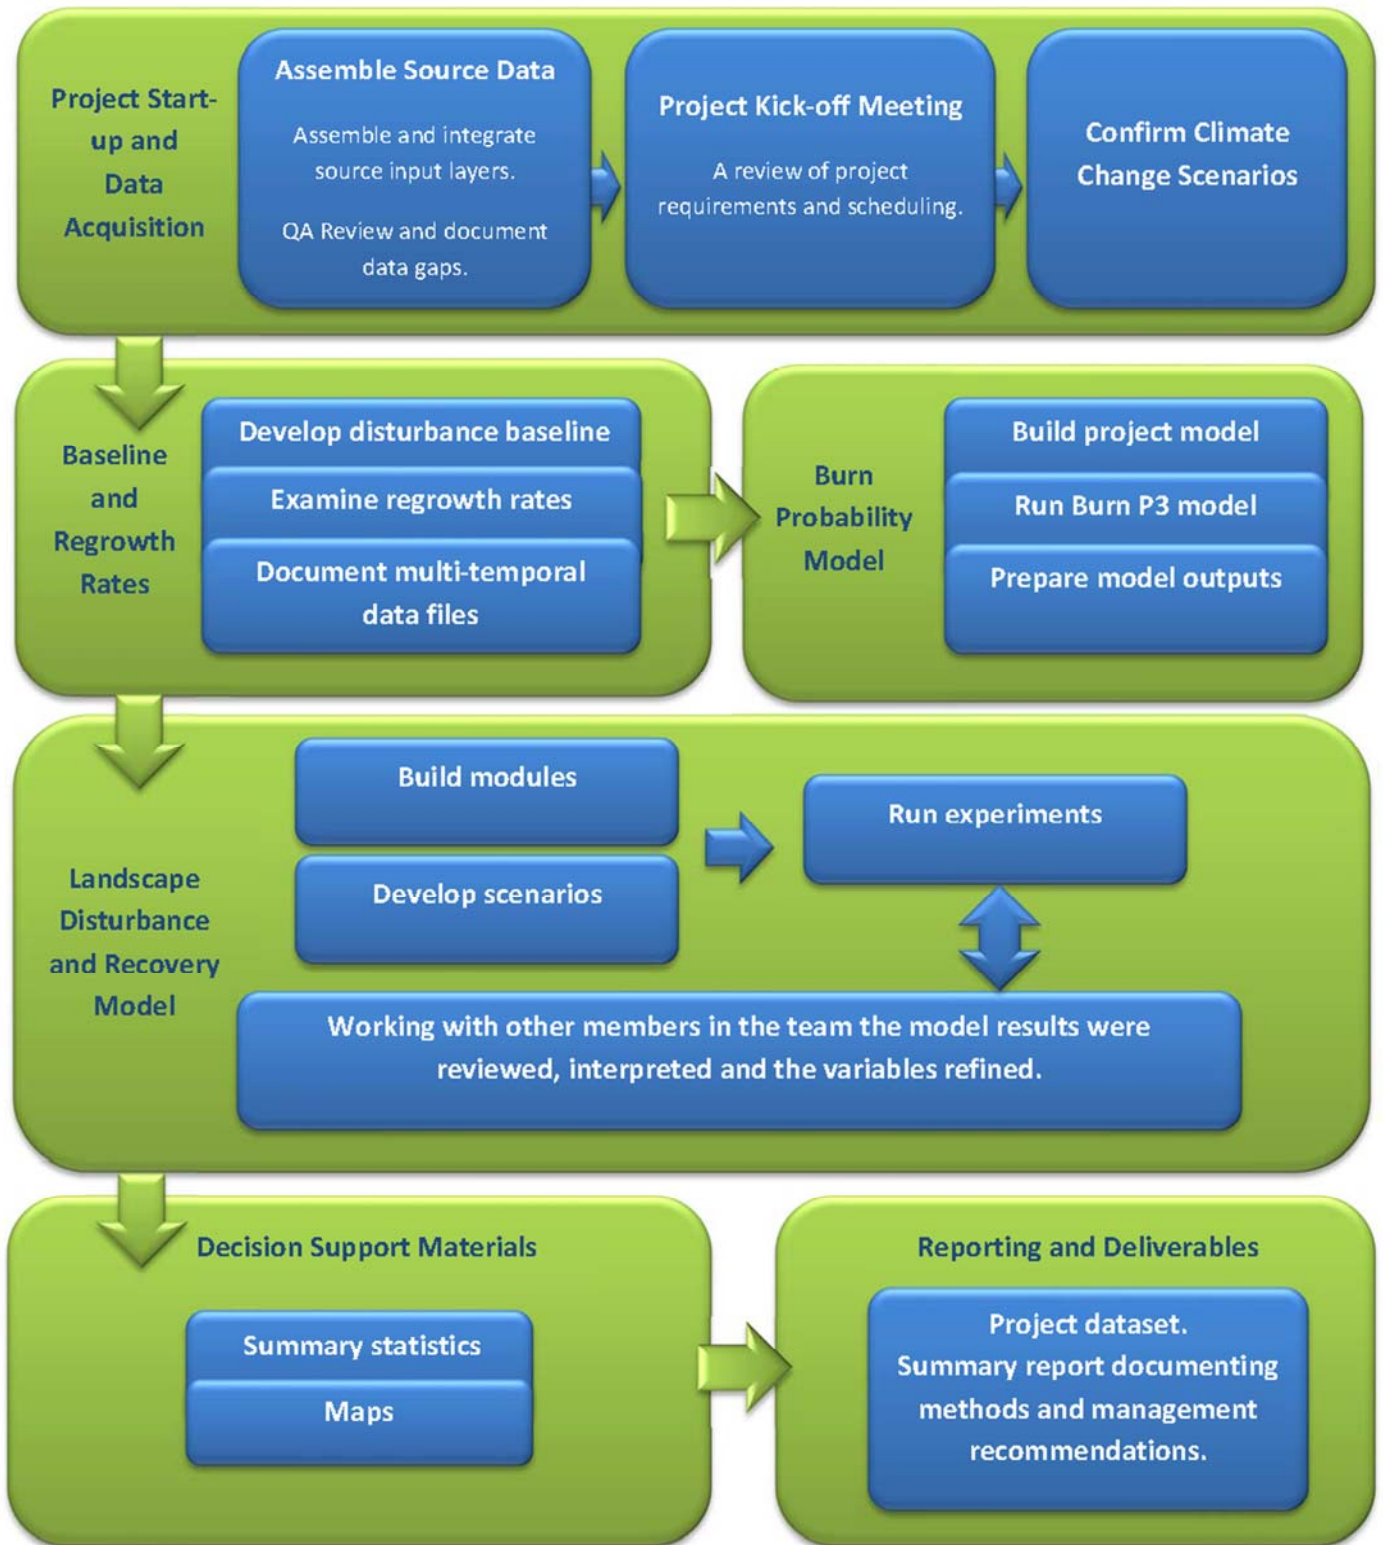 Project Start-
up and
Data
Acquisition
Assemble Source Data
Assemble and integrate
source input layers.
QA Review and document
data gaps.
Project Kick-off Meeting
A review of project
requirements and scheduling.
Confirm Climate
Change Scenarios
Baseline
and
Regrowth
Rates
Develop disturbance baseline
Examine regrowth rates
Document multi-temporal
data files
Burn
Probability
Model
Build project model
Run Burn P3 model
Prepare model outputs
Landscape
Disturbance
and Recovery
Model
Build modules
Develop scenarios
Run experiments
Working with other members in the team the model results were
reviewed, interpreted and the variables refined.
Decision Support Materials
Summary statistics
Maps
Reporting and Deliverables
Project dataset.
Summary report documenting
methods and management
recommendations.